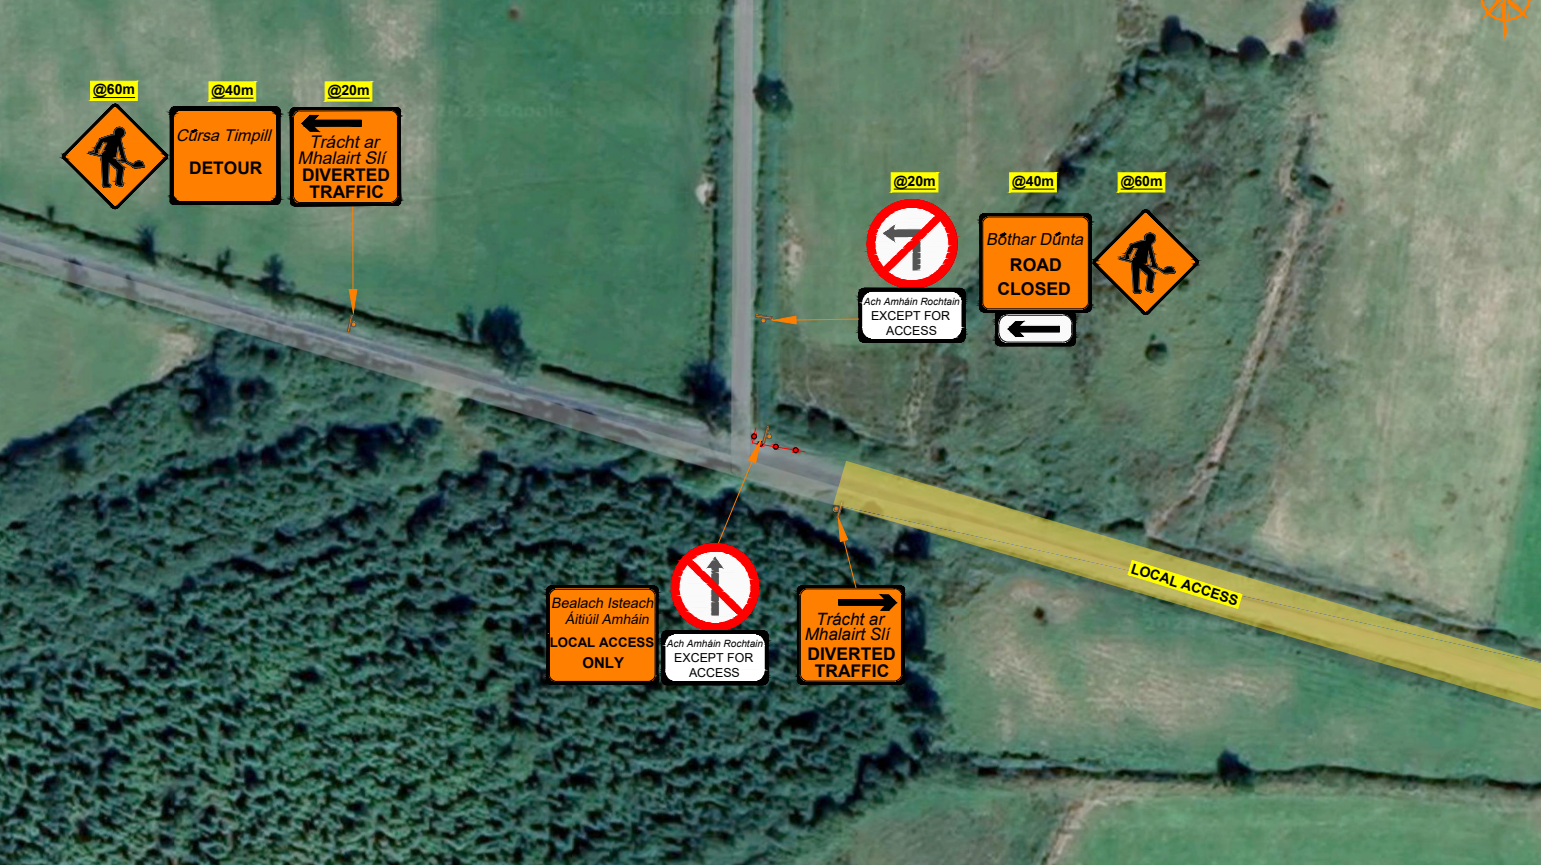 @60m
@40m
@20m
Cúrsa Timpill
DETOUR
Trácht ar
Mhalairt Slí
DIVERTED
TRAFFIC
@20m
@40m
@60m
Ach Amháin Rochtain
EXCEPT FOR
ACCESS
Bóthar Dúnta
ROAD
CLOSED
LOCAL ACCESS
Bealach Isteach
Áitiúil Amháin
LOCAL ACCESS
ONLY
Ach Amháin Rochtain
EXCEPT FOR
ACCESS
Trácht ar
Mhalairt Slí
DIVERTED
TRAFFIC